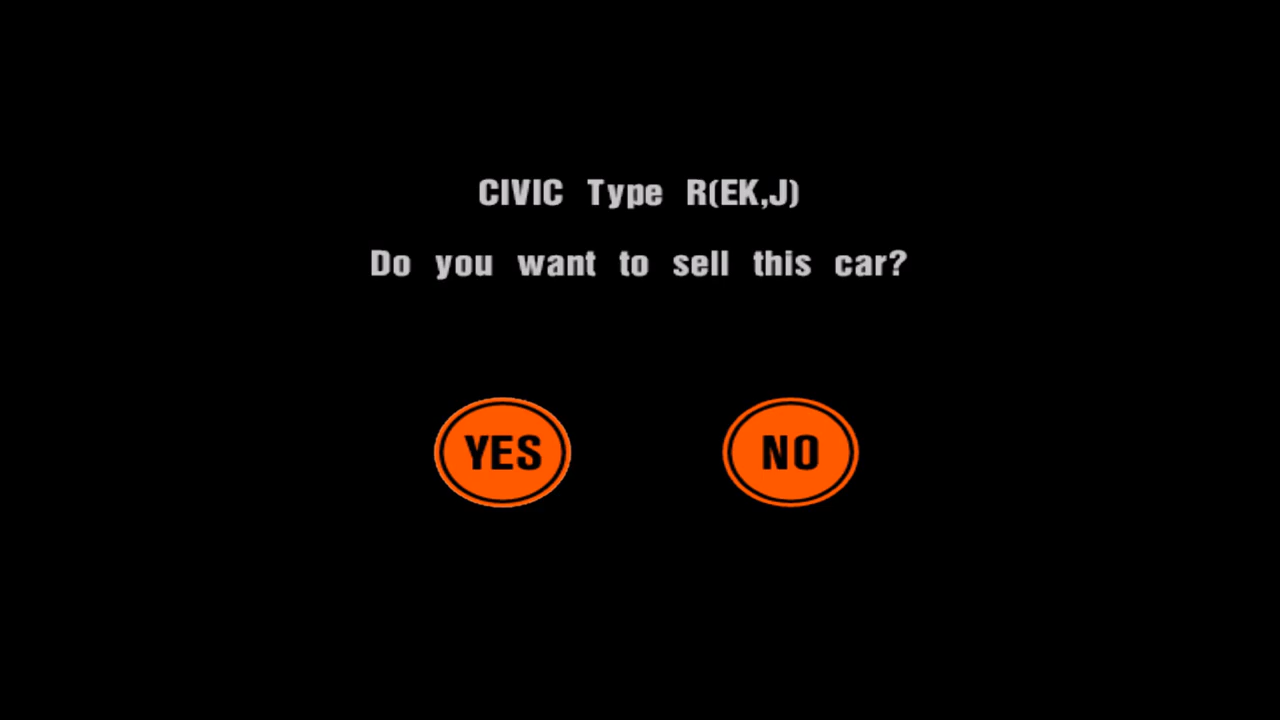 CIVIC Type R(EK,J)
Do you want to sell this car?
YES NO